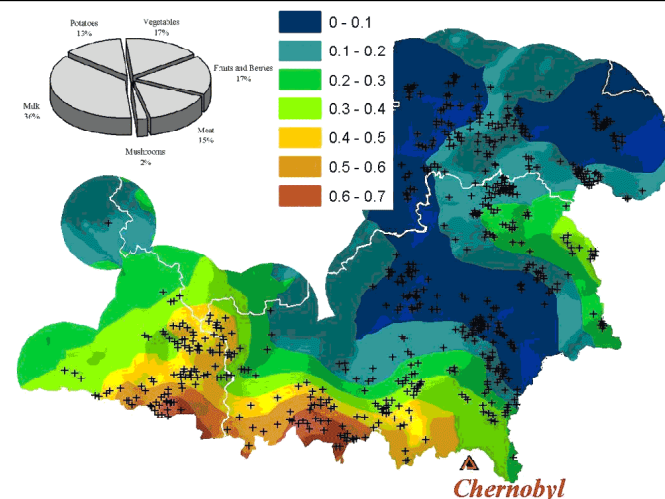 Potatoes
13%
Vegetables
17%
Fruits and Berries
17%
Milk
36%
Meat
15%
Mushrooms
2%
0 - 0.1
0.1 - 0.2
0.2 - 0.3
0.3 - 0.4
0.4 - 0.5
0.5 - 0.6
0.6 - 0.7
Chernobyl